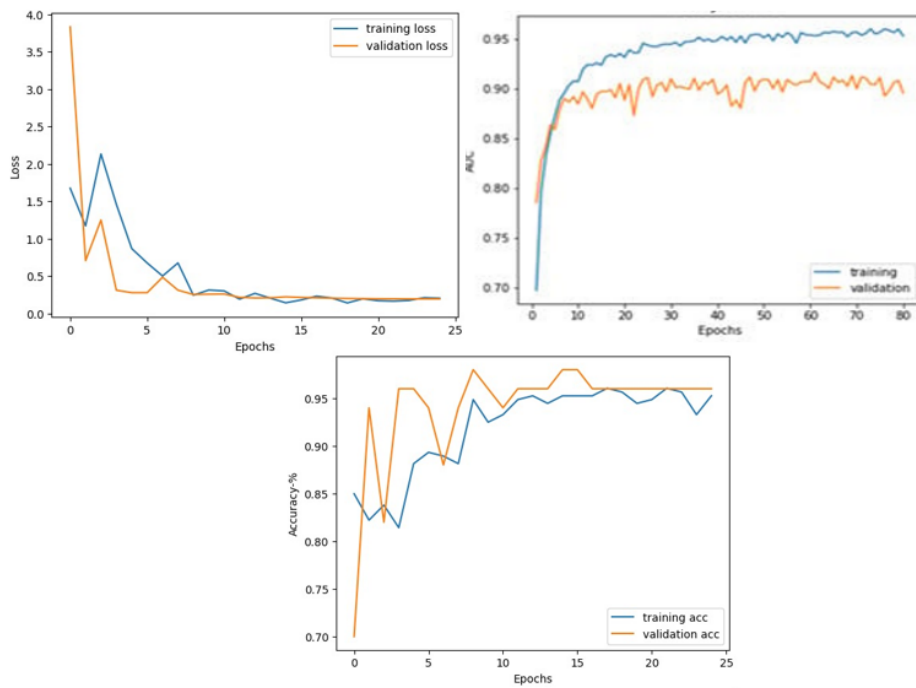 4.0
3.5
3.0
2.5
2.0
1.5
1.0
0.5
0.0
Loss
training loss
validation loss
0 5 10 15 20 25
Epochs
0.95
0.90
0.85
0.80
0.75
0.70
AUC
training
validation
0 10 20 30 40 50 60 70 80
Epochs
0.95
0.90
0.85
0.80
0.75
0.70
Accuracy-%
training acc
validation acc
0 5 10 15 20 25
Epochs